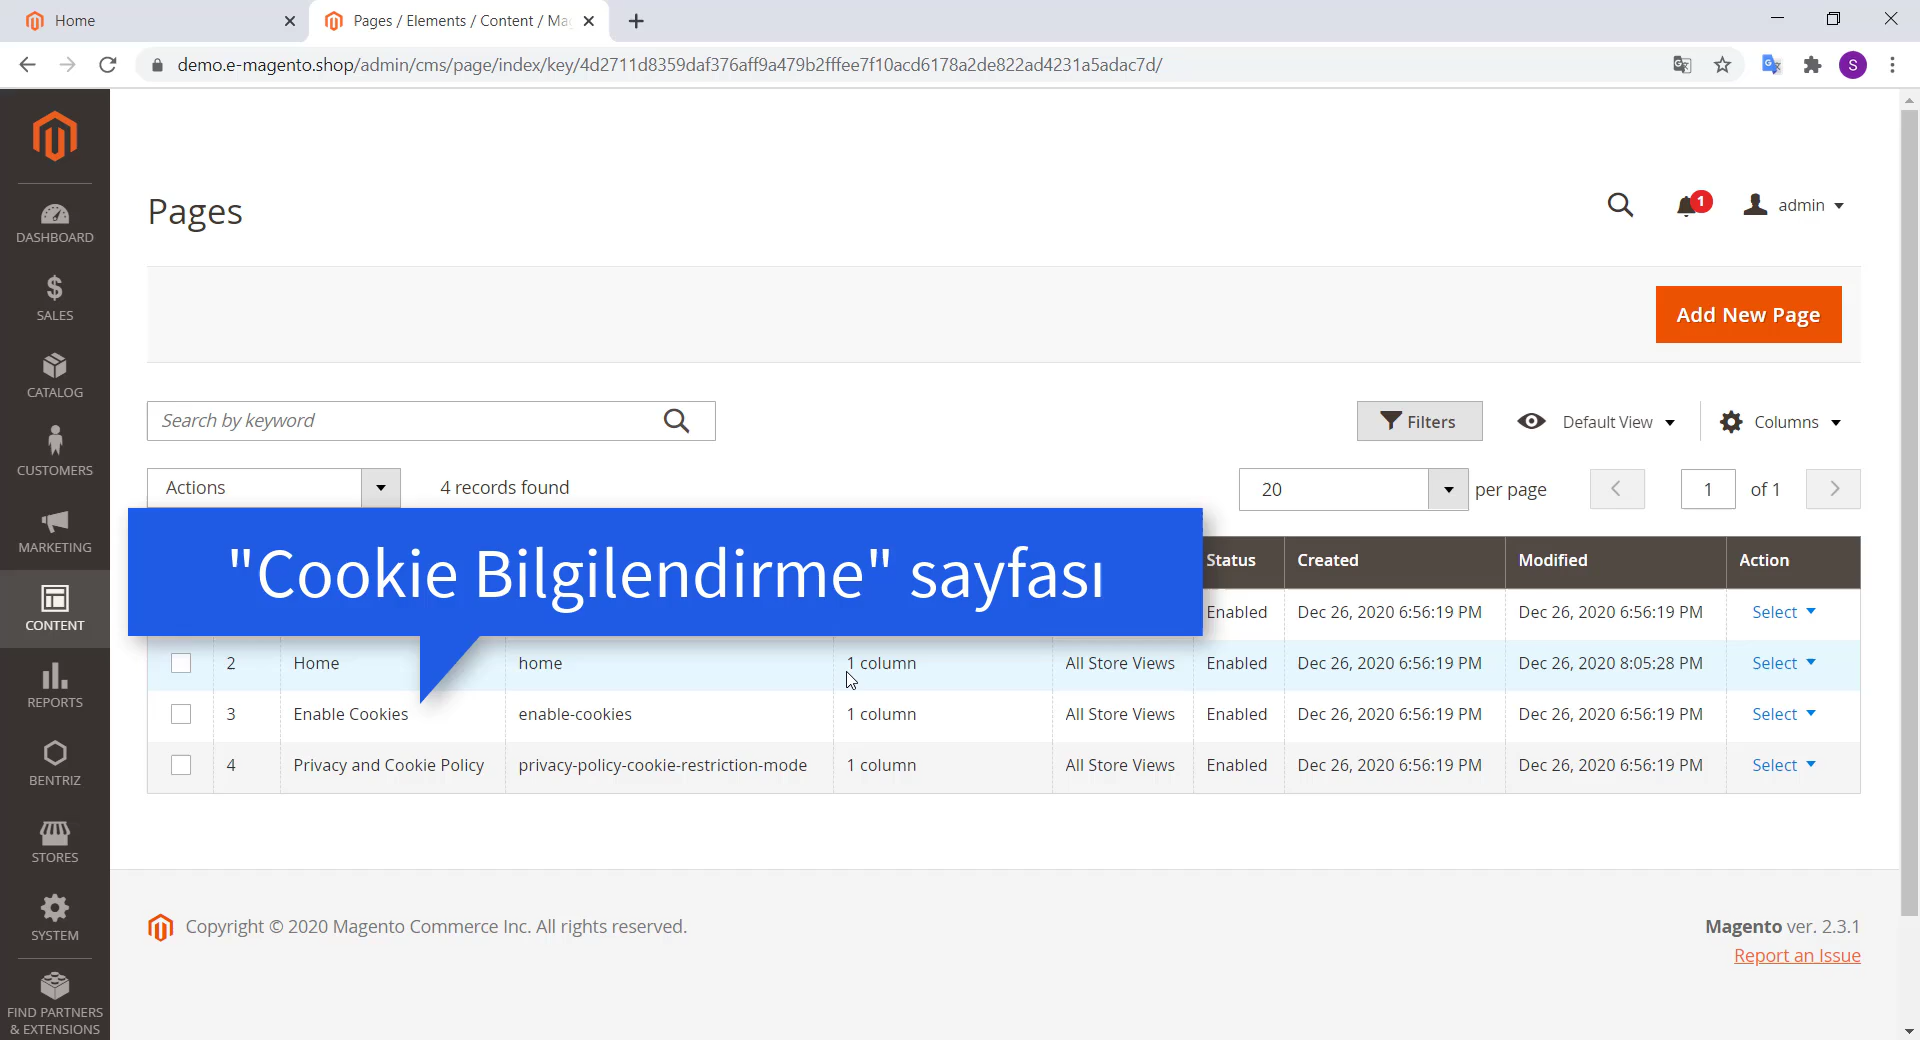 Home
Pages / Elements / Content / Ma
demo.e-magento.shop/admin/cms/page/index/key/4d2711d8359daf376aff9a479b2fffee7f10acd6178a2de822ad4231a5adac7d/
S
DASHBOARD
SALES
CATALOG
CUSTOMERS
MARKETING
CONTENT
REPORTS
BENTRIZ
STORES
SYSTEM
FIND PARTNERS
& EXTENSIONS
Pages
1
admin
Add New Page
Search by keyword
Filters
Default View
Columns
Actions
4 records found
20
per page
1
of 1
"Cookie Bilgilendirme" sayfası
Status Created Modified Action
Enabled Dec 26, 2020 6:56:19 PM Dec 26, 2020 6:56:19 PM Select
2 Home home 1 column All Store Views Enabled Dec 26, 2020 6:56:19 PM Dec 26, 2020 8:05:28 PM Select
3 Enable Cookies enable-cookies 1 column All Store Views Enabled Dec 26, 2020 6:56:19 PM Dec 26, 2020 6:56:19 PM Select
4 Privacy and Cookie Policy privacy-policy-cookie-restriction-mode 1 column All Store Views Enabled Dec 26, 2020 6:56:19 PM Dec 26, 2020 6:56:19 PM Select
Copyright © 2020 Magento Commerce Inc. All rights reserved.
Magento ver. 2.3.1
Report an Issue